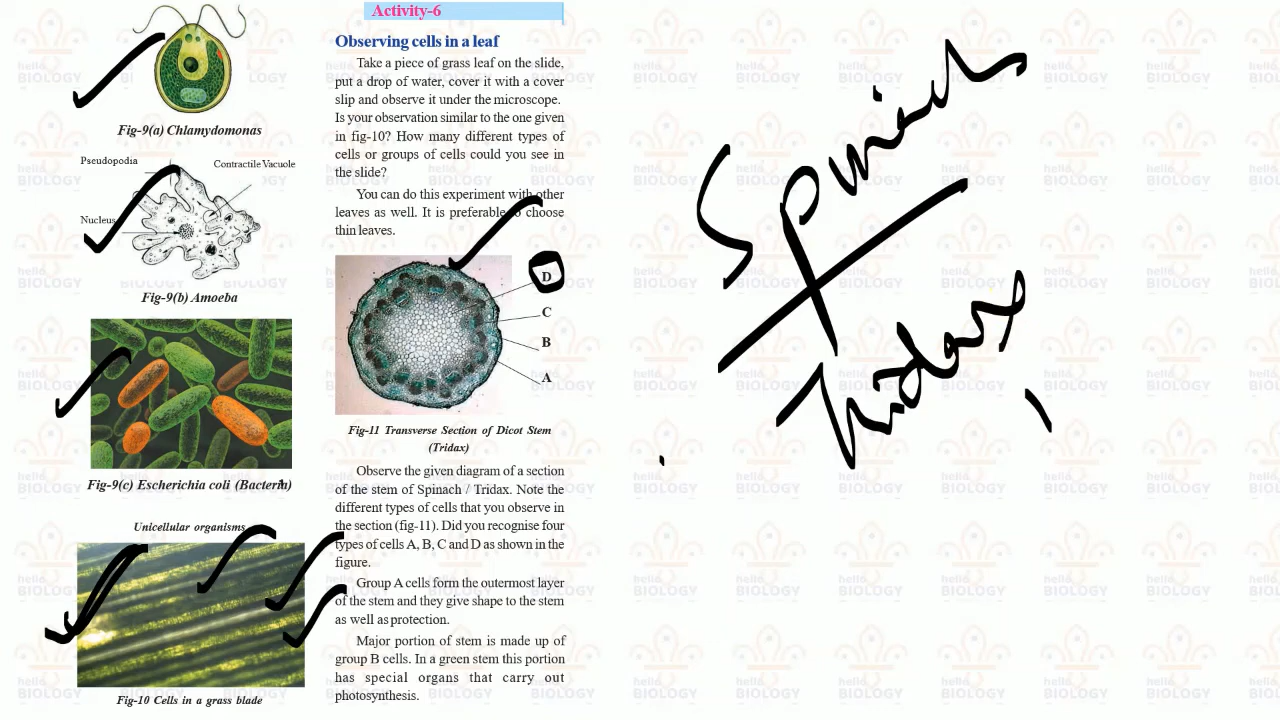 Fig-9(a) Chlamydomonas
Pseudopodia
Contractile Vacuole
Nucleus
Fig-9(b) Amoeba
Fig-9(c) Escherichia coli (Bacteria)
Unicellular organisms
Fig-10 Cells in a grass blade
Activity-6
Observing cells in a leaf
Take a piece of grass leaf on the slide,
put a drop of water, cover it with a cover
slip and observe it under the microscope.
Is your observation similar to the one given
in fig-10? How many different types of
cells or groups of cells could you see in
the slide?
You can do this experiment with other
leaves as well. It is preferable to choose
thin leaves.
D
C
B
A
Fig-11 Transverse Section of Dicot Stem
(Tridax)
Observe the given diagram of a section
of the stem of Spinach / Tridax. Note the
different types of cells that you observe in
the section (fig-11). Did you recognise four
types of cells A, B, C and D as shown in the
figure.
Group A cells form the outermost layer
of the stem and they give shape to the stem
as well as protection.
Major portion of stem is made up of
group B cells. In a green stem this portion
has special organs that carry out
photosynthesis.
Spinach
Tridax
hello
BIOLOGY